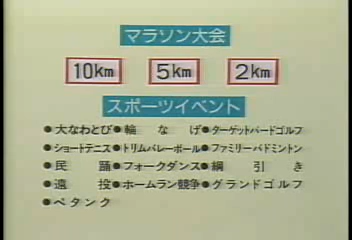 マラソン大会
10km 5km 2km
スポーツイベント
●大なわとび●輪なげ●ターゲットバードゴルフ
●ショートテニス●トリムバレーボール●ファミリーバドミントン
●民踊●フォークダンス●綱引き
●遠投●ホームラン競争●グランドゴルフ
●ペタンク